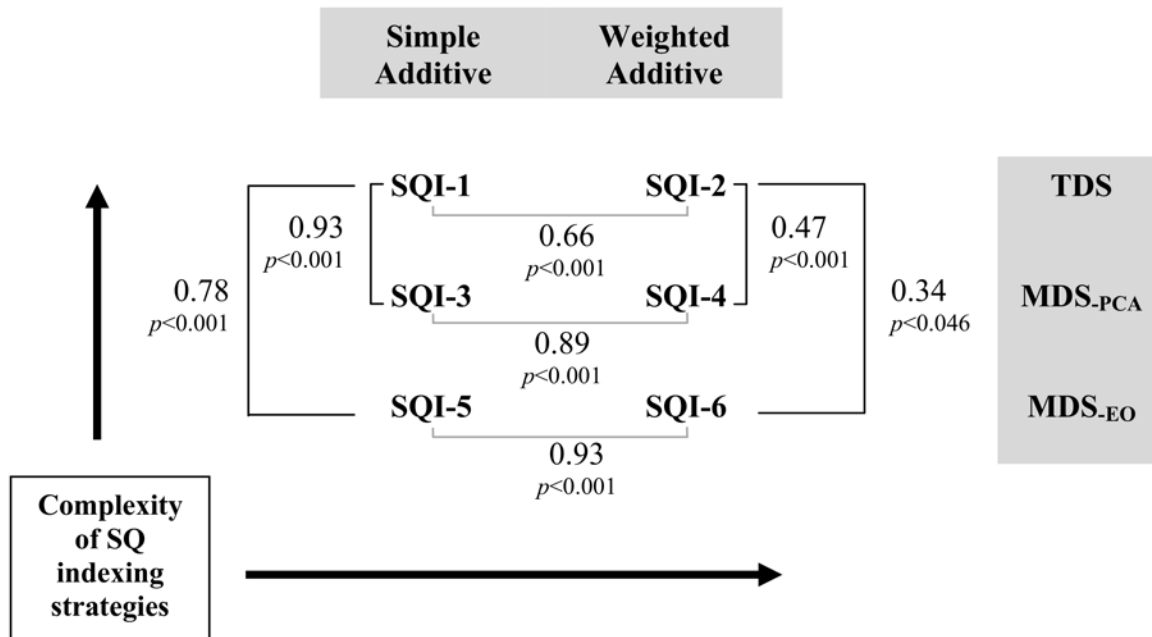 Simple Weighted
Additive Additive
SQI-1 SQI-2 TDS
0.93 0.66 0.47
p<0.001 p<0.001 p<0.001
0.78 SQI-3 SQI-4 0.34 MDS-PCA
p<0.001 p<0.046
0.89
p<0.001
SQI-5 SQI-6 MDS-EO
0.93
p<0.001
Complexity
of SQ
indexing
strategies